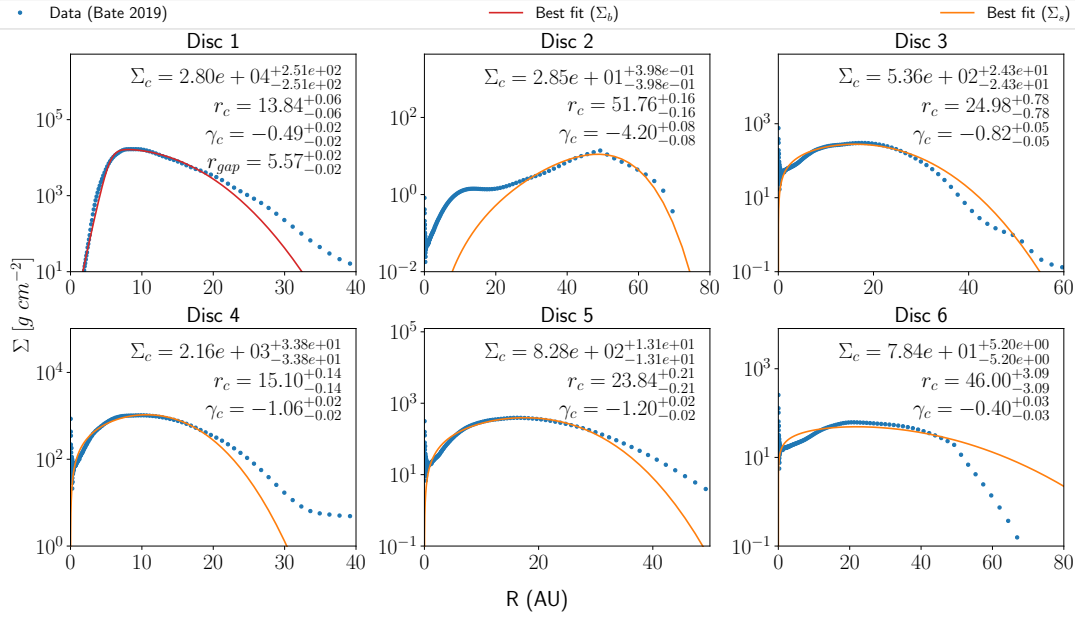 Data (Bate 2019) Best fit (Σ_b) Best fit (Σ_s)
Disc 1 Disc 2 Disc 3
Σ_c = 2.80e + 04^{+2.51e+02}_{−2.51e+02}
r_c = 13.84^{+0.06}_{−0.06}
γ_c = −0.49^{+0.02}_{−0.02}
r_{gap} = 5.57^{+0.02}_{−0.02}
10^5
10^3
10^1
0 10 20 30 40
Σ_c = 2.85e + 01^{+3.98e−01}_{−3.98e−01}
r_c = 51.76^{+0.16}_{−0.16}
γ_c = −4.20^{+0.08}_{−0.08}
10^2
10^0
10^{−2}
0 20 40 60 80
Σ_c = 5.36e + 02^{+2.43e+01}_{−2.43e+01}
r_c = 24.98^{+0.78}_{−0.78}
γ_c = −0.82^{+0.05}_{−0.05}
10^3
10^1
10^{−1}
0 20 40 60
Σ [g cm^{−2}]
Disc 4 Disc 5 Disc 6
Σ_c = 2.16e + 03^{+3.38e+01}_{−3.38e+01}
r_c = 15.10^{+0.14}_{−0.14}
γ_c = −1.06^{+0.02}_{−0.02}
10^4
10^2
10^0
0 10 20 30 40
Σ_c = 8.28e + 02^{+1.31e+01}_{−1.31e+01}
r_c = 23.84^{+0.21}_{−0.21}
γ_c = −1.20^{+0.02}_{−0.02}
10^5
10^3
10^1
10^{−1}
0 20 40
Σ_c = 7.84e + 01^{+5.20e+00}_{−5.20e+00}
r_c = 46.00^{+3.09}_{−3.09}
γ_c = −0.40^{+0.03}_{−0.03}
10^3
10^1
10^{−1}
0 20 40 60 80
R (AU)